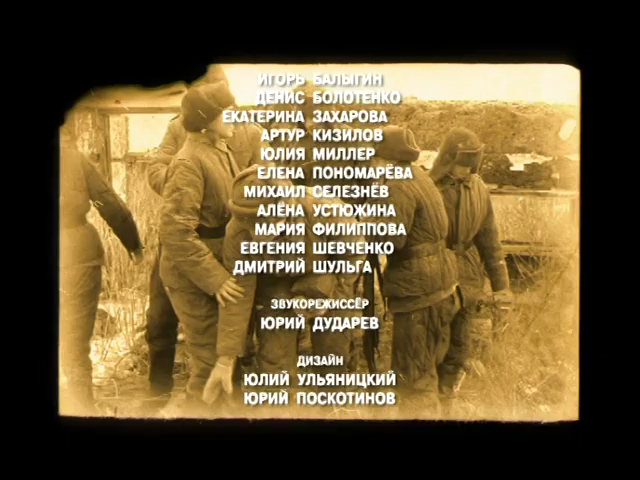 ИГОРЬ БАЛЫГИН
ДЕНИС БОЛОТЕНКО
ЕКАТЕРИНА ЗАХАРОВА
АРТУР КИЗИЛОВ
ЮЛИЯ МИЛЛЕР
ЕЛЕНА ПОНОМАРЁВА
МИХАИЛ СЕЛЕЗНЁВ
АЛЁНА УСТЮЖИНА
МАРИЯ ФИЛИППОВА
ЕВГЕНИЯ ШЕВЧЕНКО
ДМИТРИЙ ШУЛЬГА
ЗВУКОРЕЖИССЁР
ЮРИЙ ДУДАРЕВ
ДИЗАЙН
ЮЛИЙ УЛЬЯНИЦКИЙ
ЮРИЙ ПОСКОТИНОВ